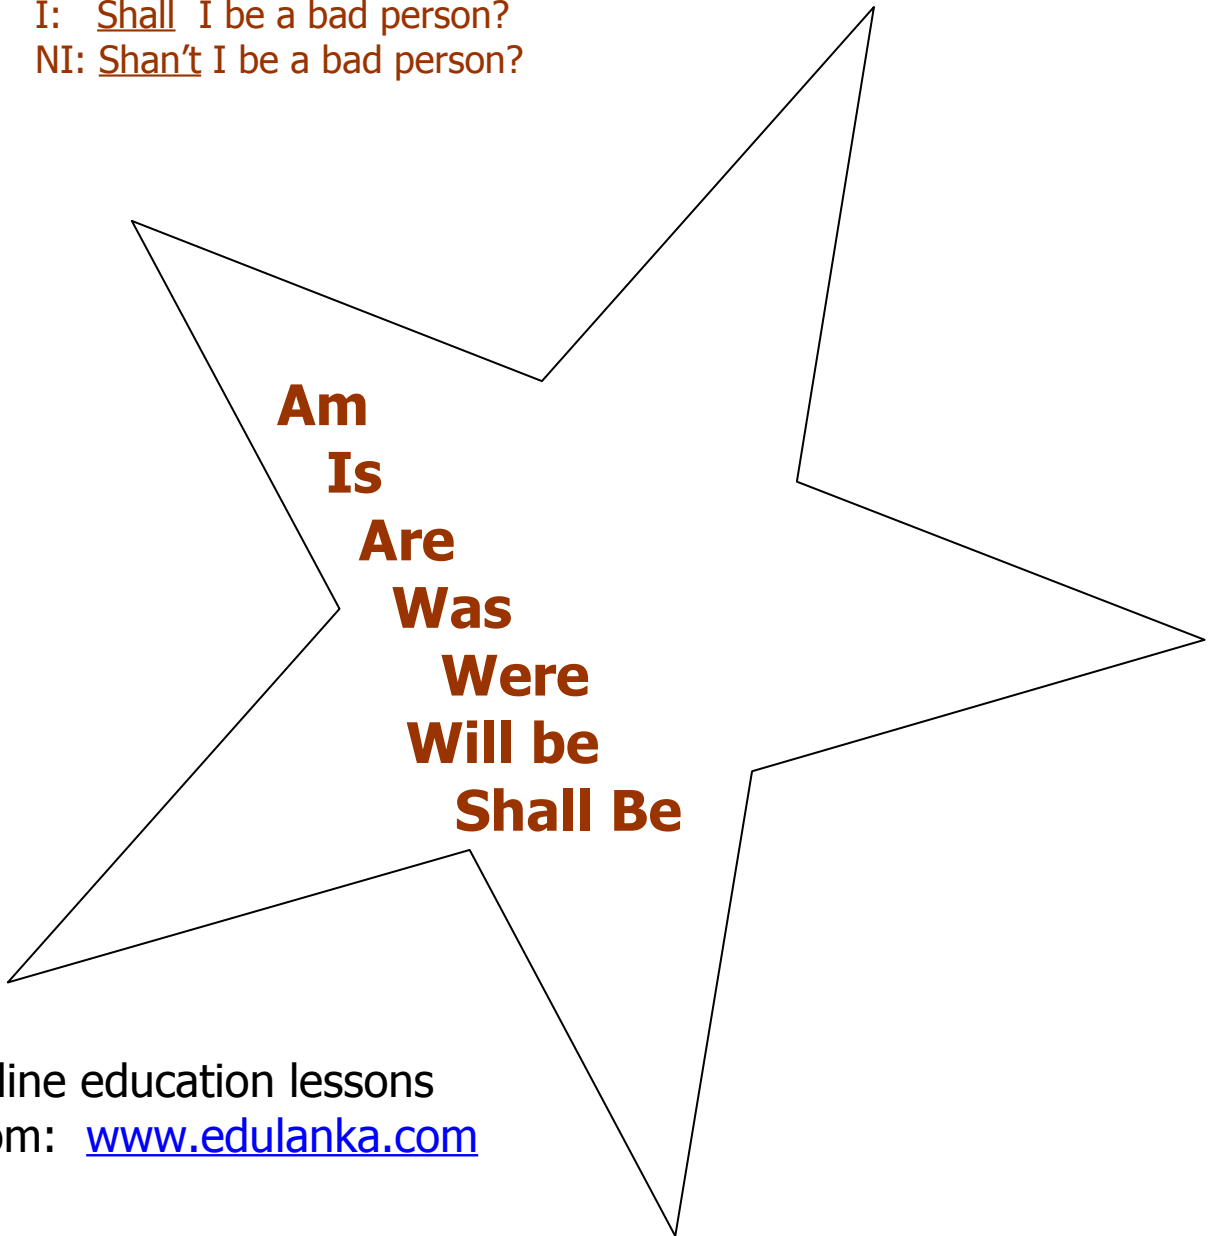 I: Shall I be a bad person?
NI: Shan't I be a bad person?
Am
Is
Are
Was
Were
Will be
Shall Be
line education lessons
om: www.edulanka.com